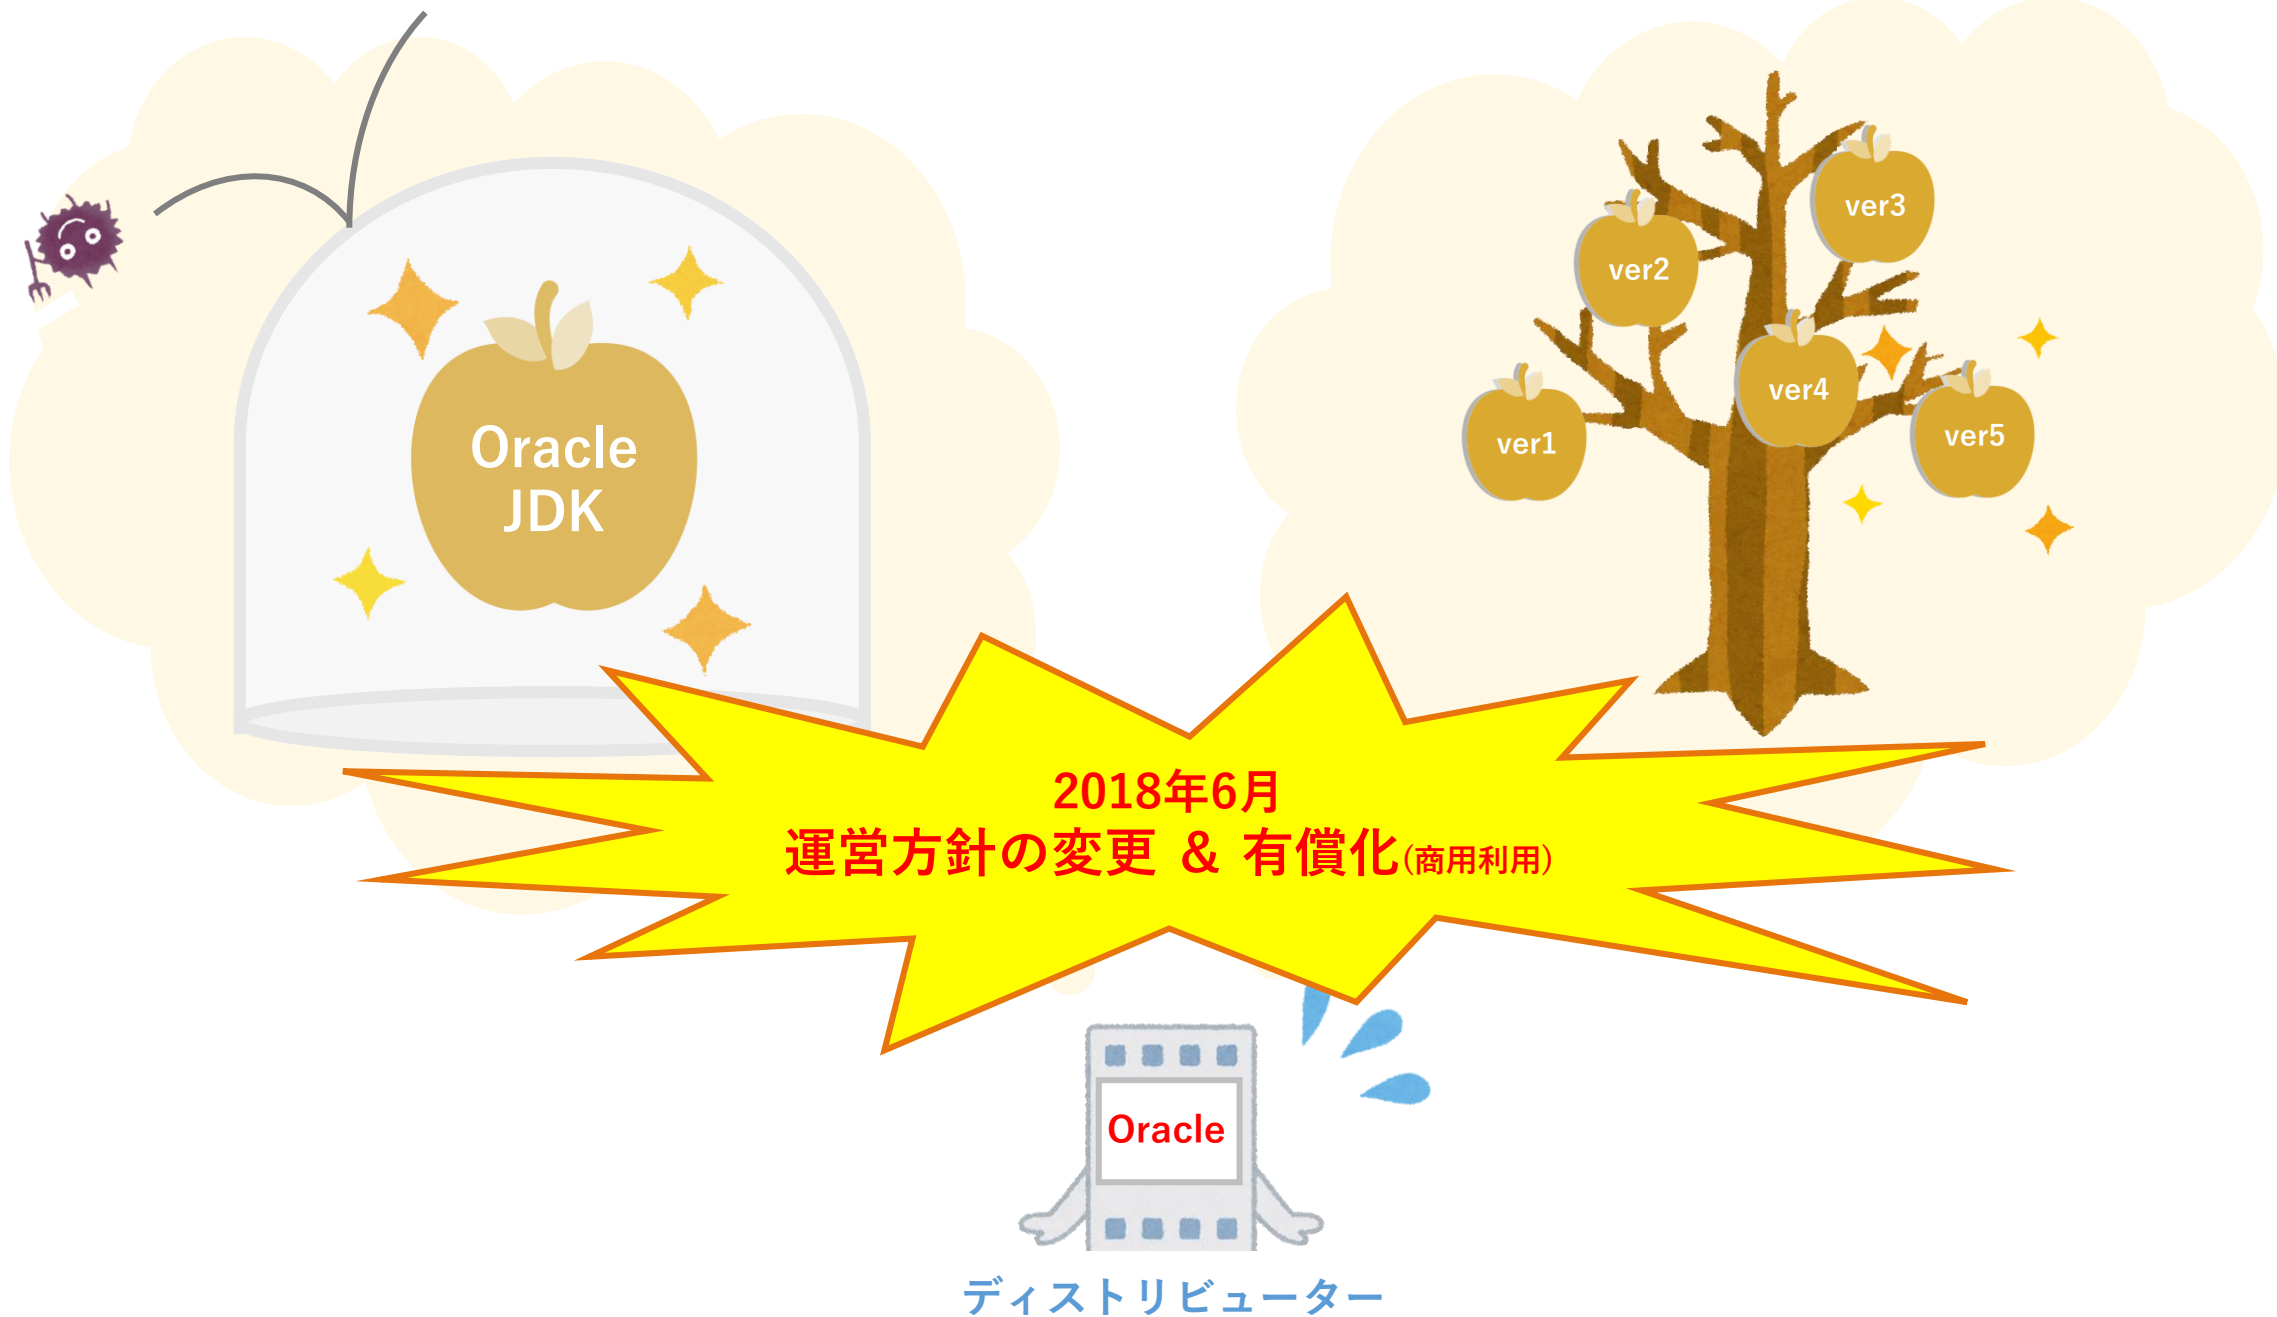 Oracle
JDK
ver3
ver2
ver4
ver1
ver5
2018年6月
運営方針の変更 & 有償化(商用利用)
Oracle
ディストリビューター